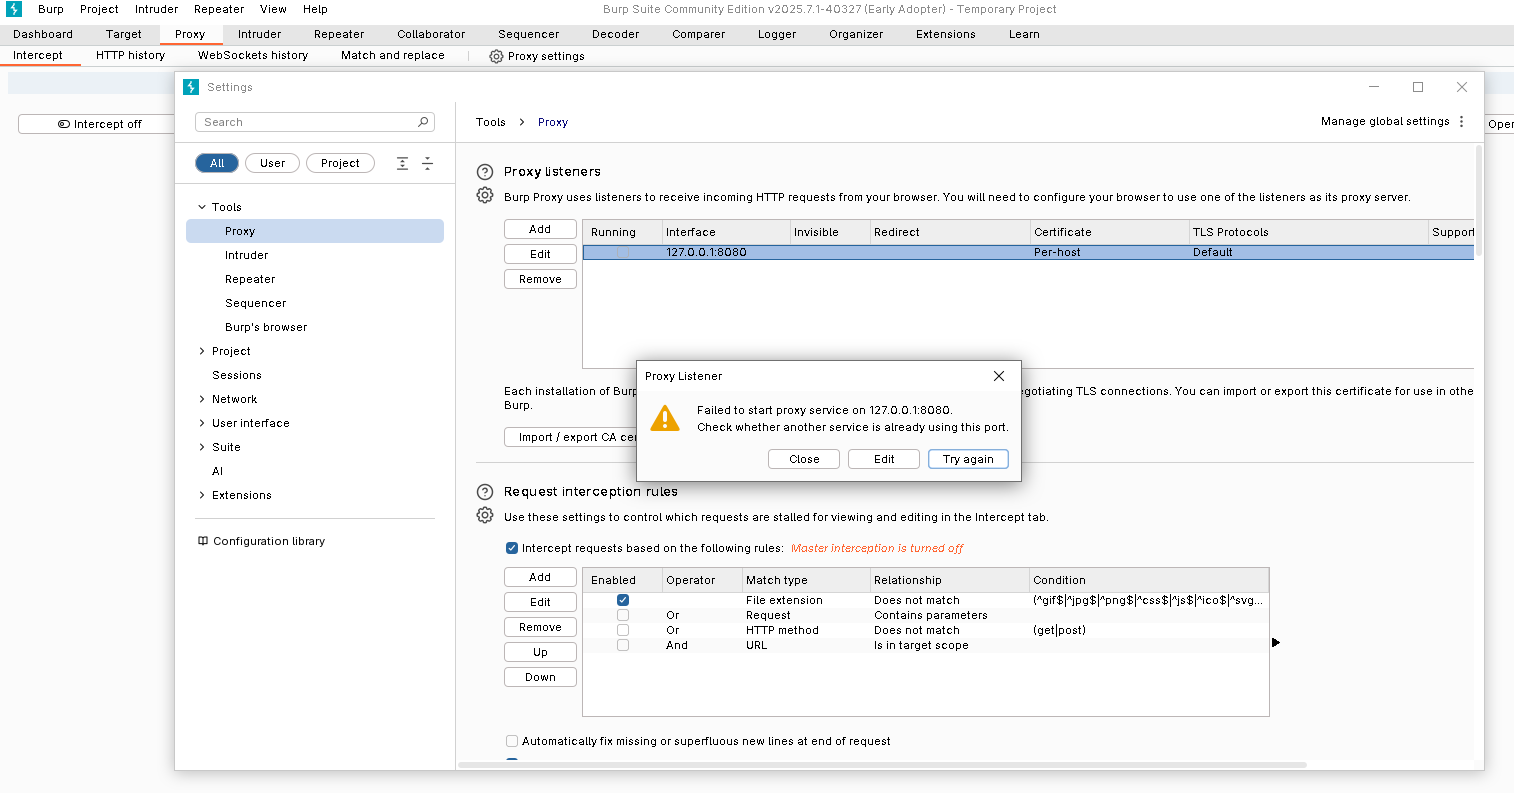 Burp Project Intruder Repeater View Help
Burp Suite Community Edition v2025.7.1-40327 (Early Adopter) - Temporary Project
Dashboard Target Proxy Intruder Repeater Collaborator Sequencer Decoder Comparer Logger Organizer Extensions Learn
Intercept HTTP history WebSockets history Match and replace Proxy settings
Settings
Intercept off
Search
Tools > Proxy
Manage global settings
Oper
All User Project
Tools
Proxy
Intruder
Repeater
Sequencer
Burp's browser
Project
Sessions
Network
User interface
Suite
AI
Extensions
Configuration library
Proxy listeners
Burp Proxy uses listeners to receive incoming HTTP requests from your browser. You will need to configure your browser to use one of the listeners as its proxy server.
Add
Edit
Remove
Running Interface Invisible Redirect Certificate TLS Protocols Support
127.0.0.1:8080 Per-host Default
Each installation of Burp
egotiating TLS connections. You can import or export this certificate for use in othe
Burp.
Import / export CA cer
Proxy Listener
Failed to start proxy service on 127.0.0.1:8080.
Check whether another service is already using this port.
Close Edit Try again
Request interception rules
Use these settings to control which requests are stalled for viewing and editing in the Intercept tab.
Intercept requests based on the following rules: Master interception is turned off
Add
Edit
Remove
Up
Down
Enabled Operator Match type Relationship Condition
File extension Does not match (^gif$|^jpg$|^png$|^css$|^js$|^ico$|^svg...
Or Request Contains parameters
Or HTTP method Does not match (get|post)
And URL Is in target scope
Automatically fix missing or superfluous new lines at end of request